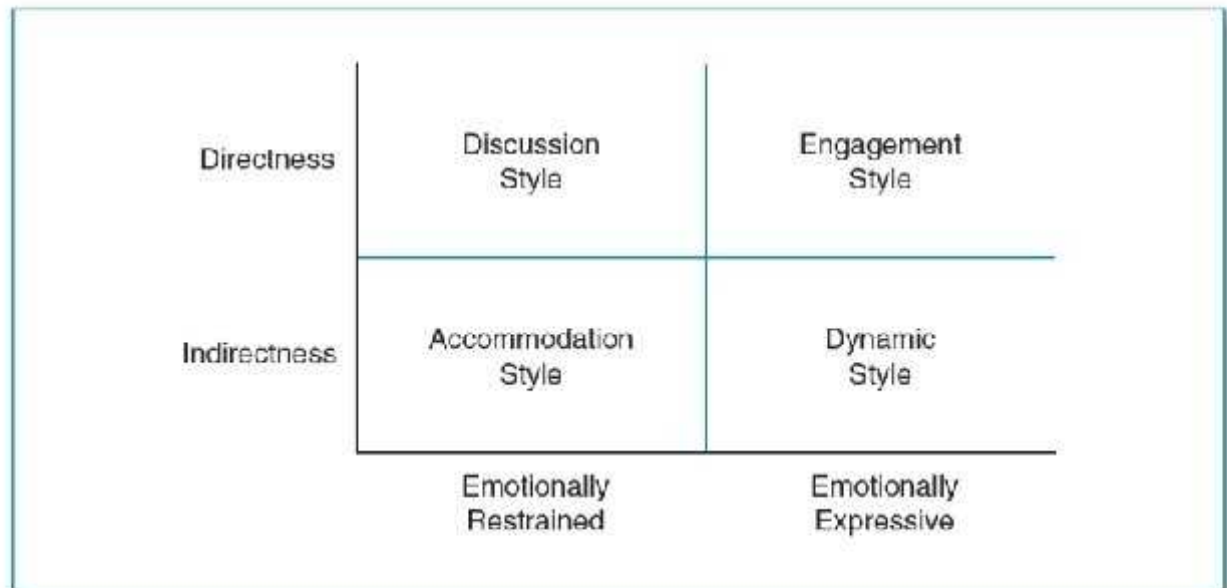 Directness
Discussion
Style
Engagement
Style
Indirectness
Accommodation
Style
Dynamic
Style
Emotionally
Restrained
Emotionally
Expressive